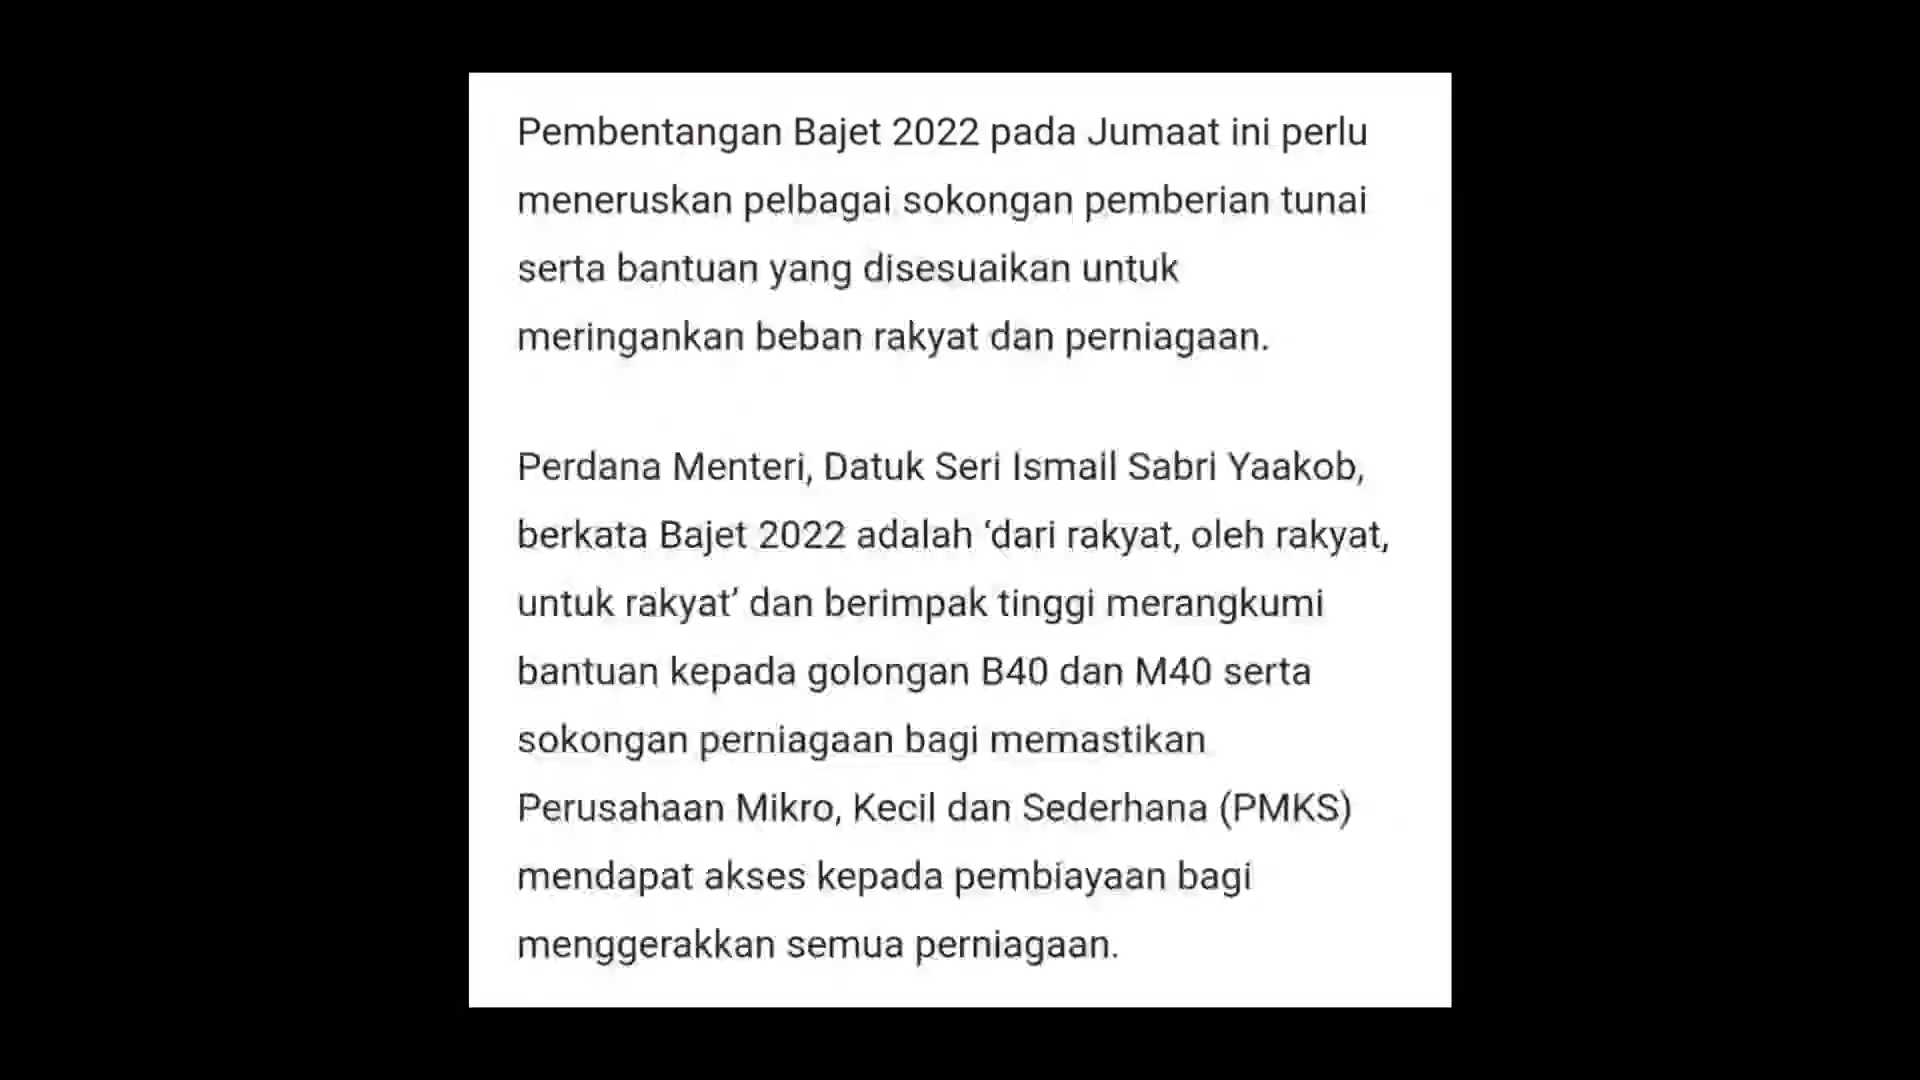 Pembentangan Bajet 2022 pada Jumaat ini perlu
meneruskan pelbagai sokongan pemberian tunai
serta bantuan yang disesuaikan untuk
meringankan beban rakyat dan perniagaan.
Perdana Menteri, Datuk Seri Ismail Sabri Yaakob,
berkata Bajet 2022 adalah ‘dari rakyat, oleh rakyat,
untuk rakyat’ dan berimpak tinggi merangkumi
bantuan kepada golongan B40 dan M40 serta
sokongan perniagaan bagi memastikan
Perusahaan Mikro, Kecil dan Sederhana (PMKS)
mendapat akses kepada pembiayaan bagi
menggerakkan semua perniagaan.